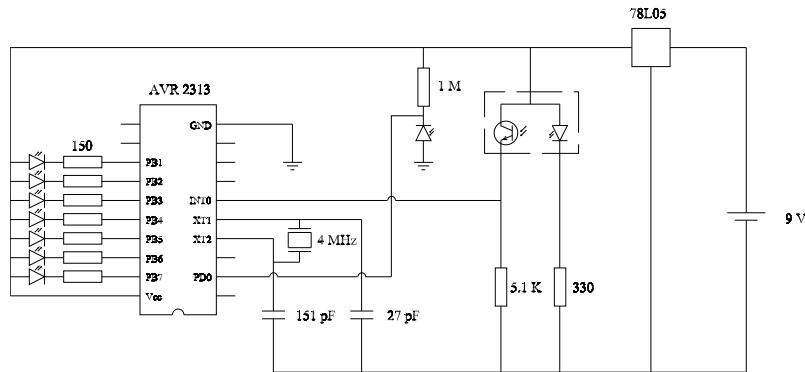 78L05
1 M
AVR 2313
GND
150
PB1
PB2
PB3 INT0
PB4 XT1
PB5 XT2
4 MHz
9 V
PB6
PB7 PD0
5.1 K
330
Vcc
151 pF
27 pF